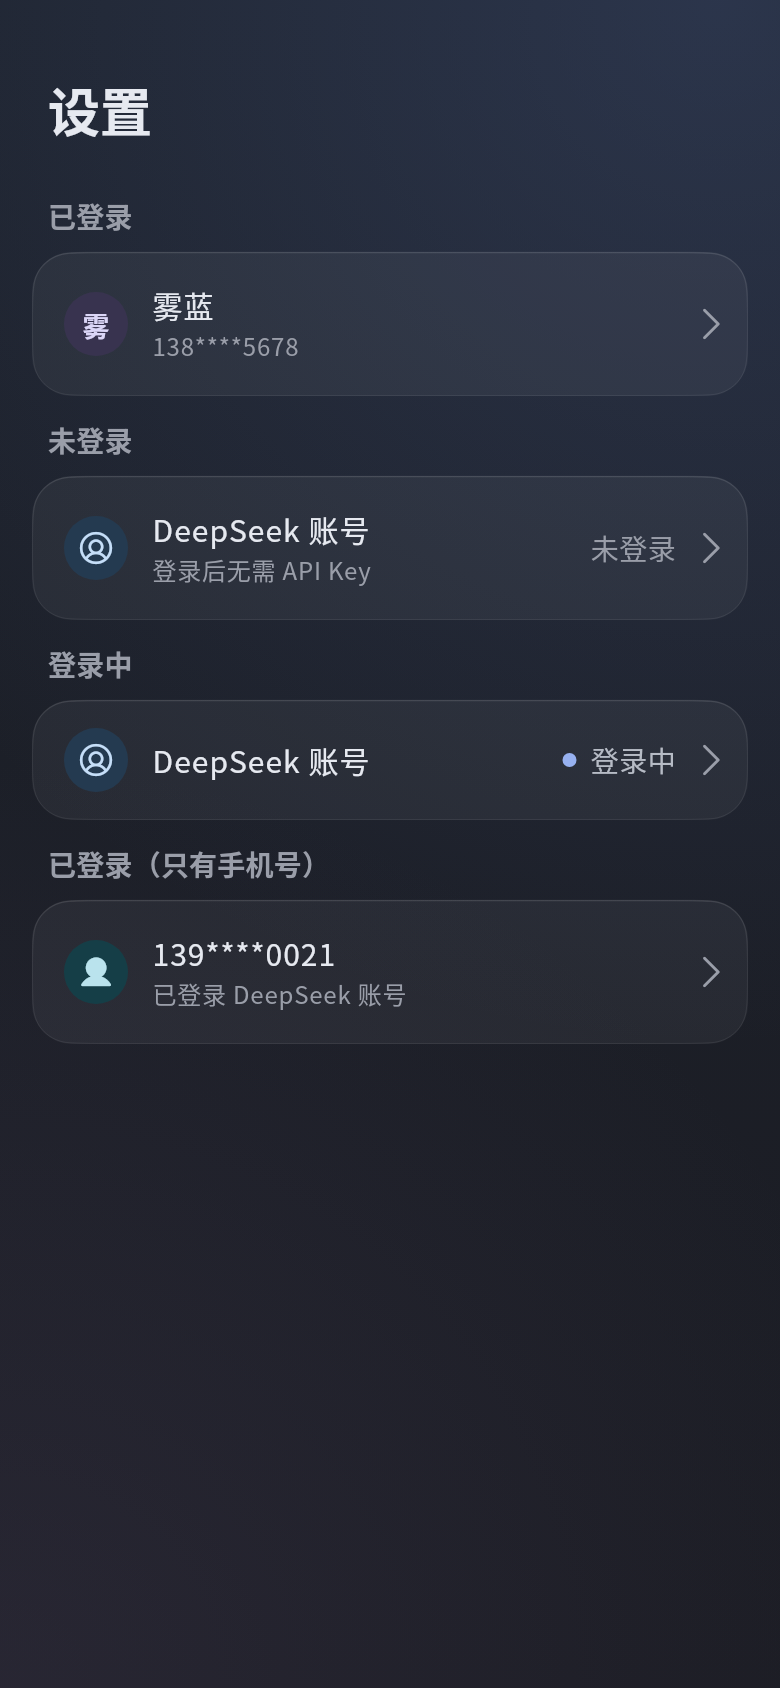 设置
已登录
雾
雾蓝
138****5678
未登录
DeepSeek 账号
登录后无需 API Key
未登录
登录中
DeepSeek 账号
登录中
已登录（只有手机号）
139****0021
已登录 DeepSeek 账号